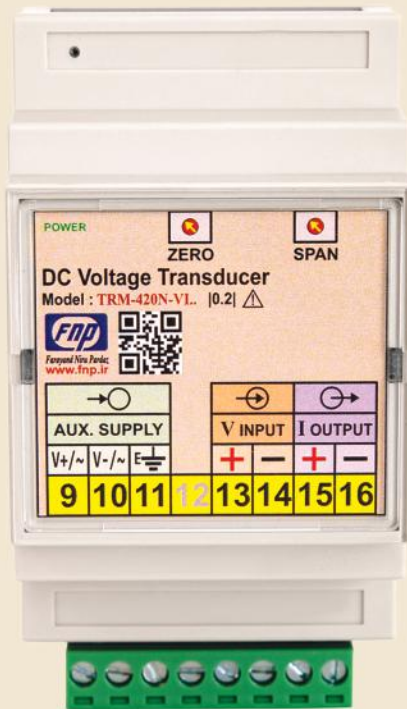 POWER
ZERO SPAN
DC Voltage Transducer
Model : TRM-420N-VI.. |0.2|
Fnp
Farayand Niru Pardaz
www.fnp.ir
AUX. SUPPLY V INPUT I OUTPUT
V+/~ V-/~ E + − + −
9 10 11 12 13 14 15 16